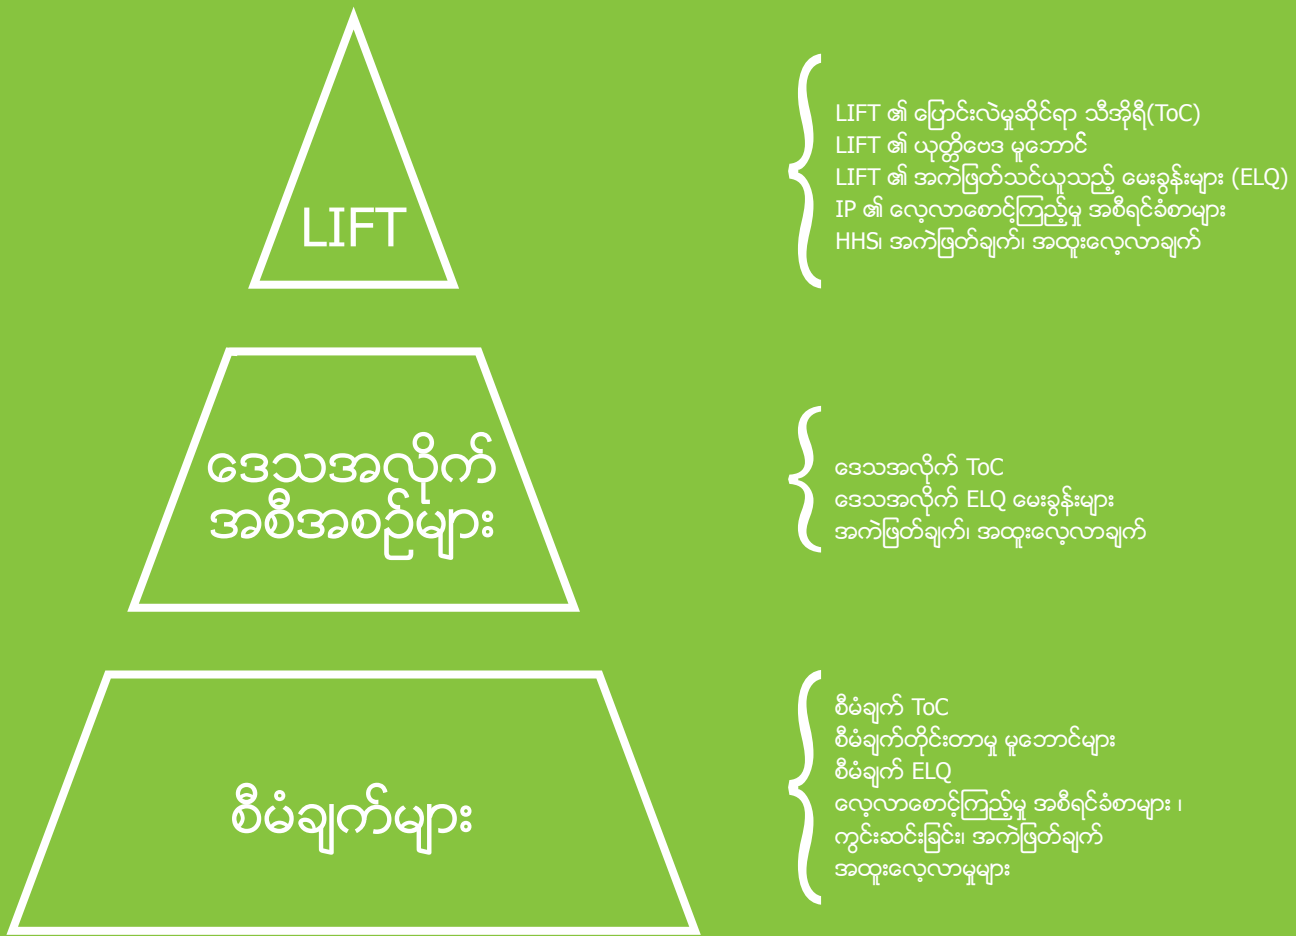 LIFT
LIFT ၏ ပြောင်းလဲမှုဆိုင်ရာ သီအိုရီ(ToC)
LIFT ၏ ယုတ္တိဗေဒ မူဘောင်
LIFT ၏ အကဲဖြတ်သင်ယူသည့် မေးခွန်းများ (ELQ)
IP ၏ လေ့လာစောင့်ကြည့်မှု အစီရင်ခံစာများ
HHS၊ အကဲဖြတ်ချက်၊ အထူးလေ့လာချက်
ဒေသအလိုက်
အစီအစဉ်များ
ဒေသအလိုက် ToC
ဒေသအလိုက် ELQ မေးခွန်းများ
အကဲဖြတ်ချက်၊ အထူးလေ့လာချက်
စီမံချက်များ
စီမံချက် ToC
စီမံချက်တိုင်းတာမှု မူဘောင်များ
စီမံချက် ELQ
လေ့လာစောင့်ကြည့်မှု အစီရင်ခံစာများ ၊
ကွင်းဆင်းခြင်း၊ အကဲဖြတ်ချက်
အထူးလေ့လာမှုများ